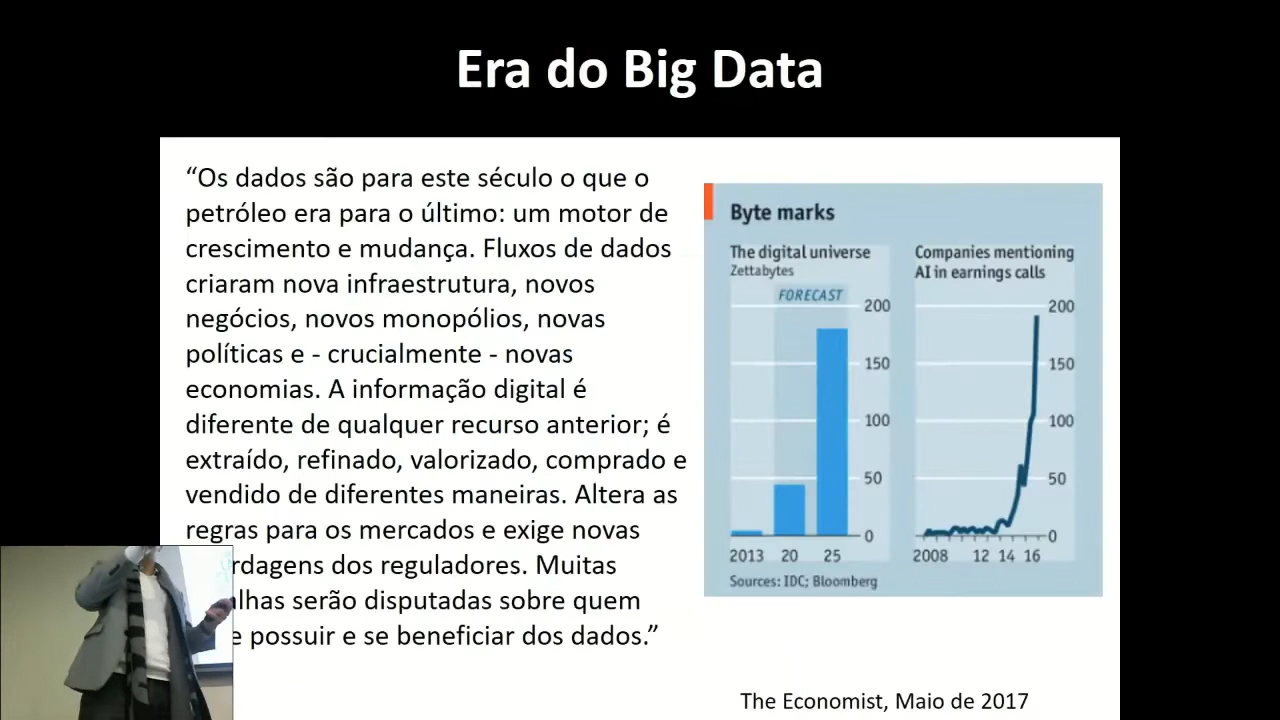 Era do Big Data
“Os dados são para este século o que o
petróleo era para o último: um motor de
crescimento e mudança. Fluxos de dados
criaram nova infraestrutura, novos
negócios, novos monopólios, novas
políticas e - crucialmente - novas
economias. A informação digital é
diferente de qualquer recurso anterior; é
extraído, refinado, valorizado, comprado e
vendido de diferentes maneiras. Altera as
regras para os mercados e exige novas
dos reguladores. Muitas
serão disputadas sobre quem
possuir e se beneficiar dos dados.”
Byte marks
The digital universe
Zettabytes
FORECAST
200
150
100
50
0
2013 20 25
Companies mentioning
AI in earnings calls
200
150
100
50
0
2008 12 14 16
Sources: IDC; Bloomberg
The Economist, Maio de 2017